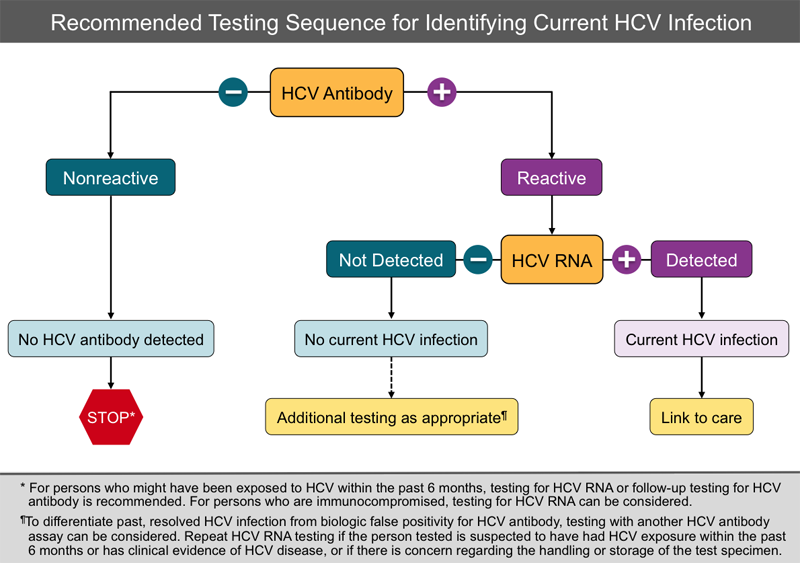 Recommended Testing Sequence for Identifying Current HCV Infection
HCV Antibody
−
+
Nonreactive
Reactive
Not Detected
−
HCV RNA
+
Detected
No HCV antibody detected
No current HCV infection
Current HCV infection
STOP*
Additional testing as appropriate¶
Link to care
* For persons who might have been exposed to HCV within the past 6 months, testing for HCV RNA or follow-up testing for HCV
antibody is recommended. For persons who are immunocompromised, testing for HCV RNA can be considered.
¶To differentiate past, resolved HCV infection from biologic false positivity for HCV antibody, testing with another HCV antibody
assay can be considered. Repeat HCV RNA testing if the person tested is suspected to have had HCV exposure within the past
6 months or has clinical evidence of HCV disease, or if there is concern regarding the handling or storage of the test specimen.